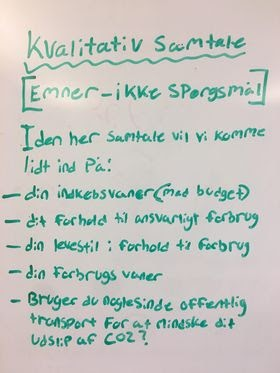 Kvalitativ Samtale
[Emner - ikke Spørgsmål]
I den her samtale vil vi komme
lidt ind på:
- din indkøbsvaner (mad budget)
- dit forhold til ansvarligt forbrug
- din levestil i forhold til forbrug
- din forbrugs vaner
- Bruger du noglesinde offentlig
transport for at mindske dit
udslip af CO2?